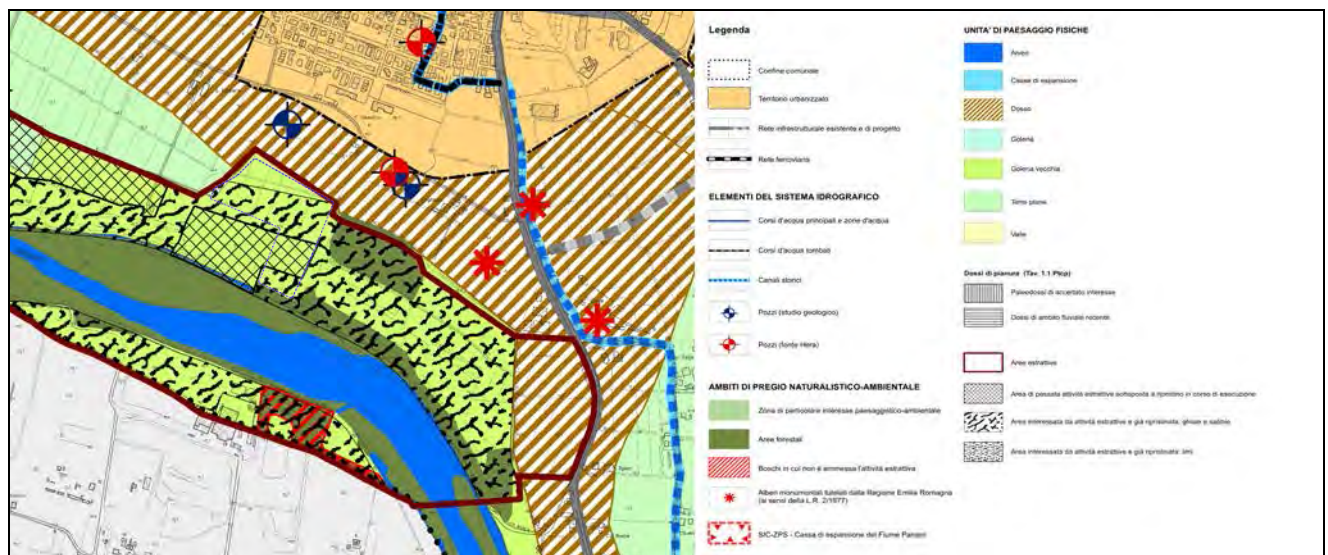 Legenda
Confine comunale
Territorio urbanizzato
Rete infrastrutturale esistente e di progetto
Rete ferroviaria
ELEMENTI DEL SISTEMA IDROGRAFICO
Corsi d'acqua principali e zone d'acqua
Corsi d'acqua tombati
Canali storici
Pozzi (studio geologico)
Pozzi (fonte Hera)
AMBITI DI PREGIO NATURALISTICO-AMBIENTALE
Zona di particolare interesse paesaggistico-ambientale
Aree forestali
Boschi in cui non è ammessa l'attività estrattiva
Alberi monumentali tutelati dalla Regione Emilia Romagna
(ai sensi della L.R. 2/1977)
SIC-ZPS - Cassa di espansione del Fiume Panaro
UNITA' DI PAESAGGIO FISICHE
Alveo
Casse di espansione
Dosso
Golena
Golena vecchia
Terre piane
Valle
Dossi di pianura (Tav. 1.1 Ptcp)
Paleodossi di accertato interesse
Dossi di ambito fluviale recente
Aree estrattive
Area di passata attività estrattiva sottoposta a ripristino in corso di esecuzione
Area interessata da attività estrattiva e già ripristinata: ghiaie e sabbie
Area interessata da attività estrattiva e già ripristinata: limi